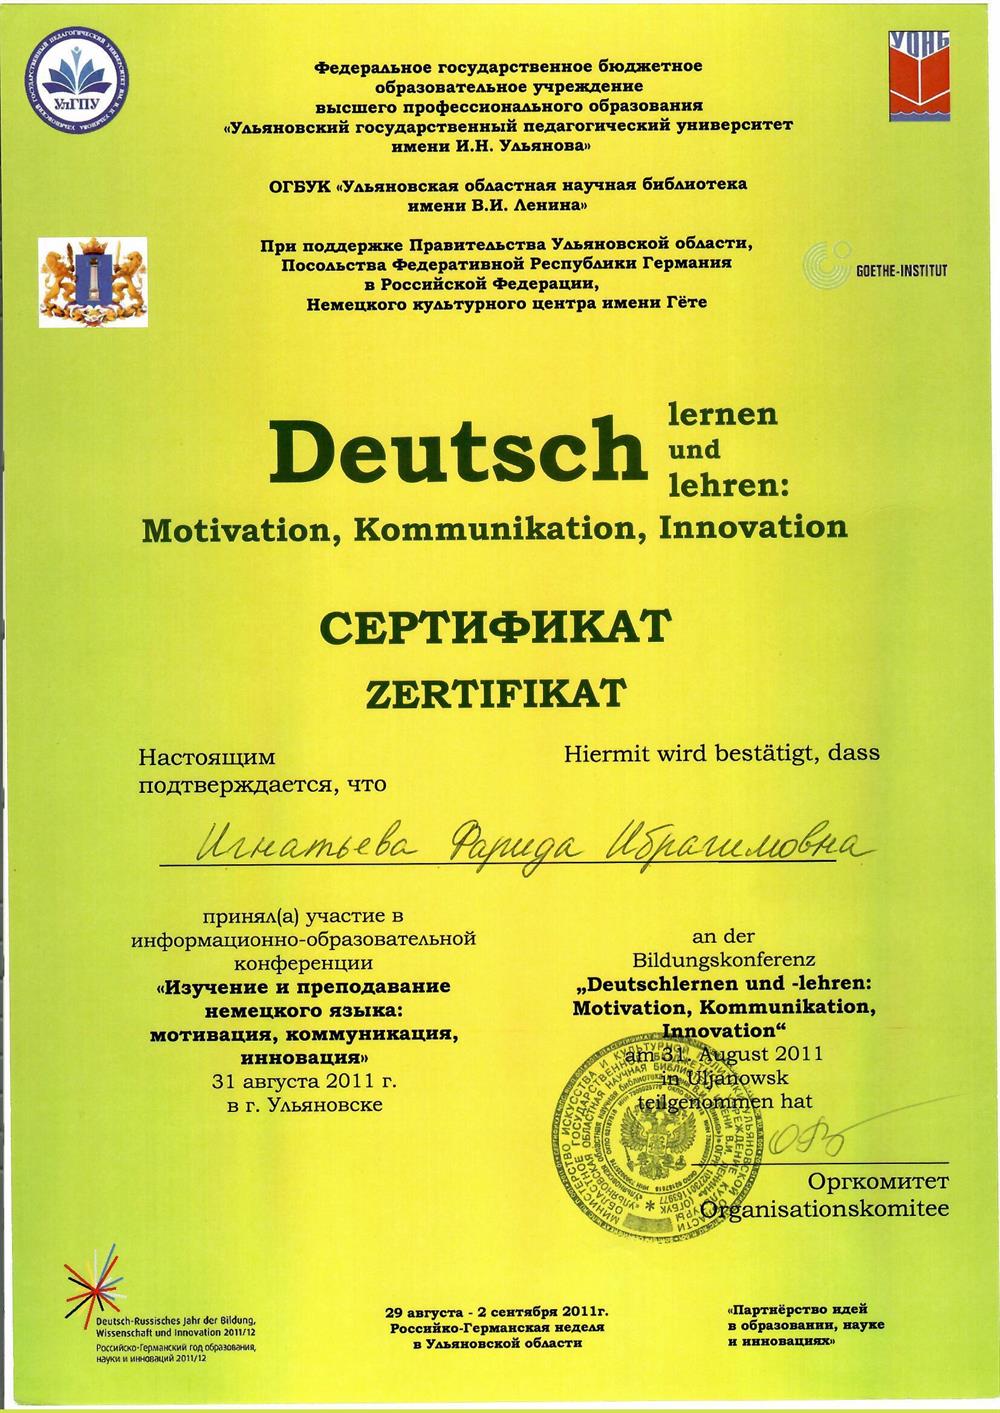 УлГПУ
УОНБ
Федеральное государственное бюджетное
образовательное учреждение
высшего профессионального образования
«Ульяновский государственный педагогический университет
имени И.Н. Ульянова»
ОГБУК «Ульяновская областная научная библиотека
имени В.И. Ленина»
При поддержке Правительства Ульяновской области,
Посольства Федеративной Республики Германия
в Российской Федерации,
Немецкого культурного центра имени Гёте
GOETHE-INSTITUT
Deutsch lernen
und
lehren:
Motivation, Kommunikation, Innovation
СЕРТИФИКАТ
ZERTIFIKAT
Настоящим
подтверждается, что
Hiermit wird bestätigt, dass
Игнатьева Фарида Ибрагимовна
принял(а) участие в
информационно-образовательной
конференции
«Изучение и преподавание
немецкого языка:
мотивация, коммуникация,
инновация»
31 августа 2011 г.
в г. Ульяновске
an der
Bildungskonferenz
„Deutschlernen und -lehren:
Motivation, Kommunikation,
Innovation“
am 31. August 2011
in Uljanowsk
teilgenommen hat
Оргкомитет
Organisationskomitee
Deutsch-Russisches Jahr der Bildung,
Wissenschaft und Innovation 2011/12
Российско-Германский год образования,
науки и инноваций 2011/12
29 августа - 2 сентября 2011г.
Российко-Германская неделя
в Ульяновской области
«Партнёрство идей
в образовании, науке
и инновациях»